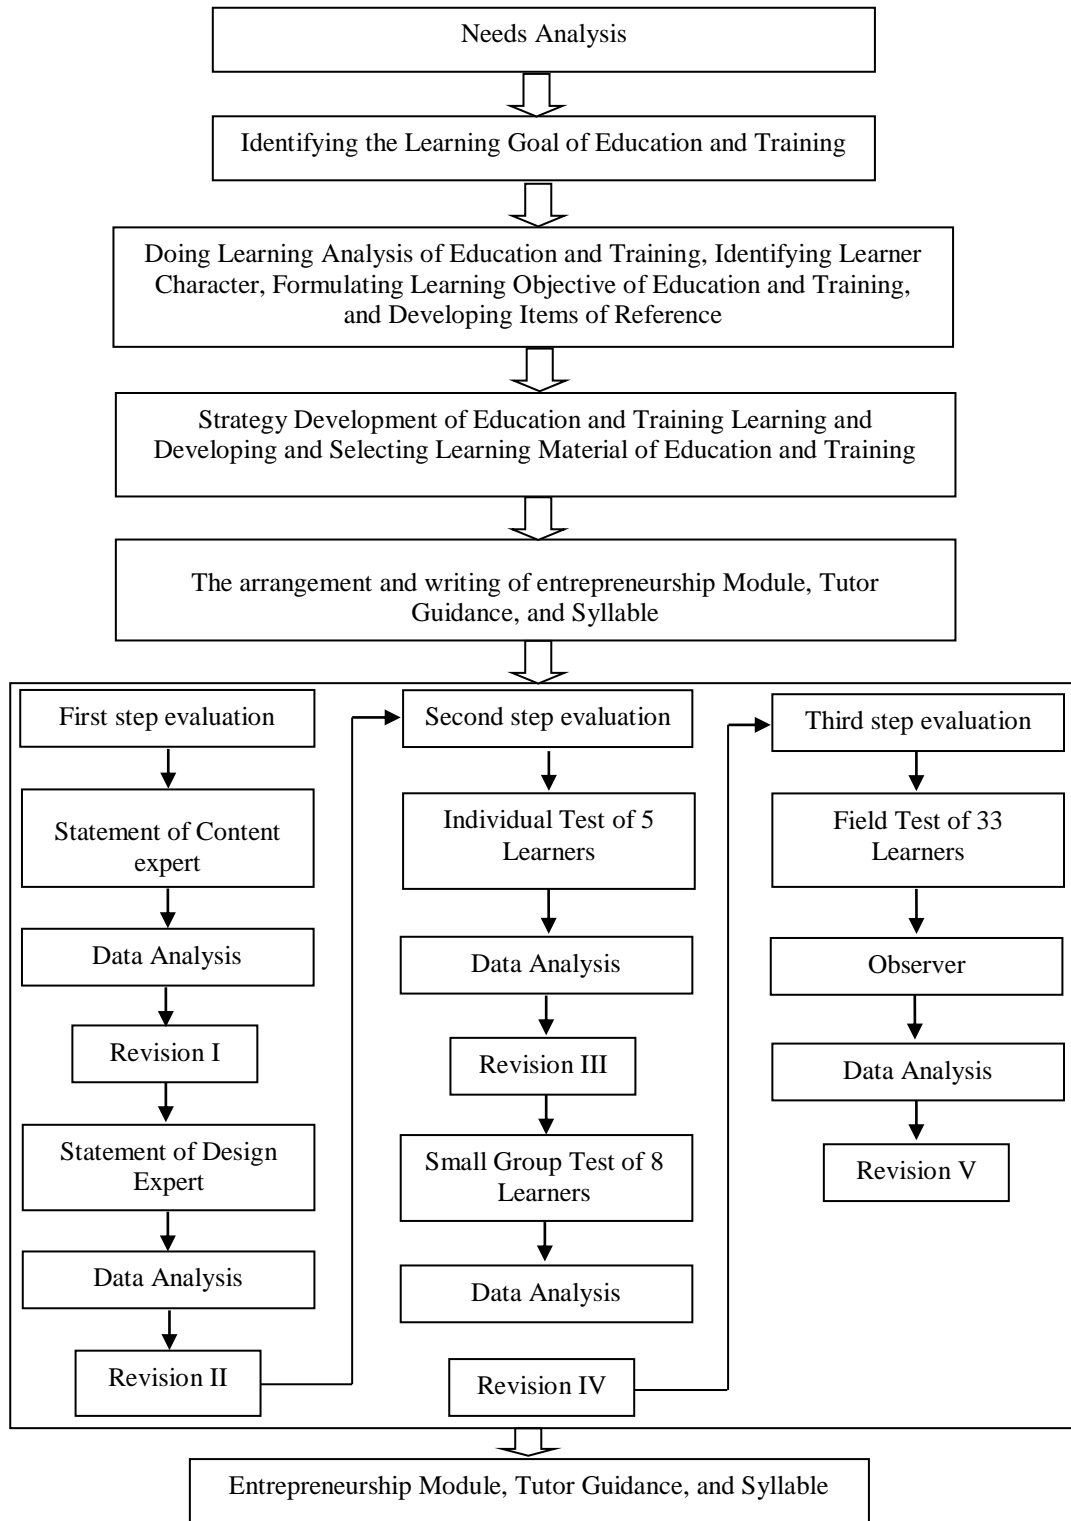 Needs Analysis
Identifying the Learning Goal of Education and Training
Doing Learning Analysis of Education and Training, Identifying Learner
Character, Formulating Learning Objective of Education and Training,
and Developing Items of Reference
Strategy Development of Education and Training Learning and
Developing and Selecting Learning Material of Education and Training
The arrangement and writing of entrepreneurship Module, Tutor
Guidance, and Syllable
First step evaluation
Statement of Content
expert
Data Analysis
Revision I
Statement of Design
Expert
Data Analysis
Revision II
Second step evaluation
Individual Test of 5
Learners
Data Analysis
Revision III
Small Group Test of 8
Learners
Data Analysis
Revision IV
Third step evaluation
Field Test of 33
Learners
Observer
Data Analysis
Revision V
Entrepreneurship Module, Tutor Guidance, and Syllable